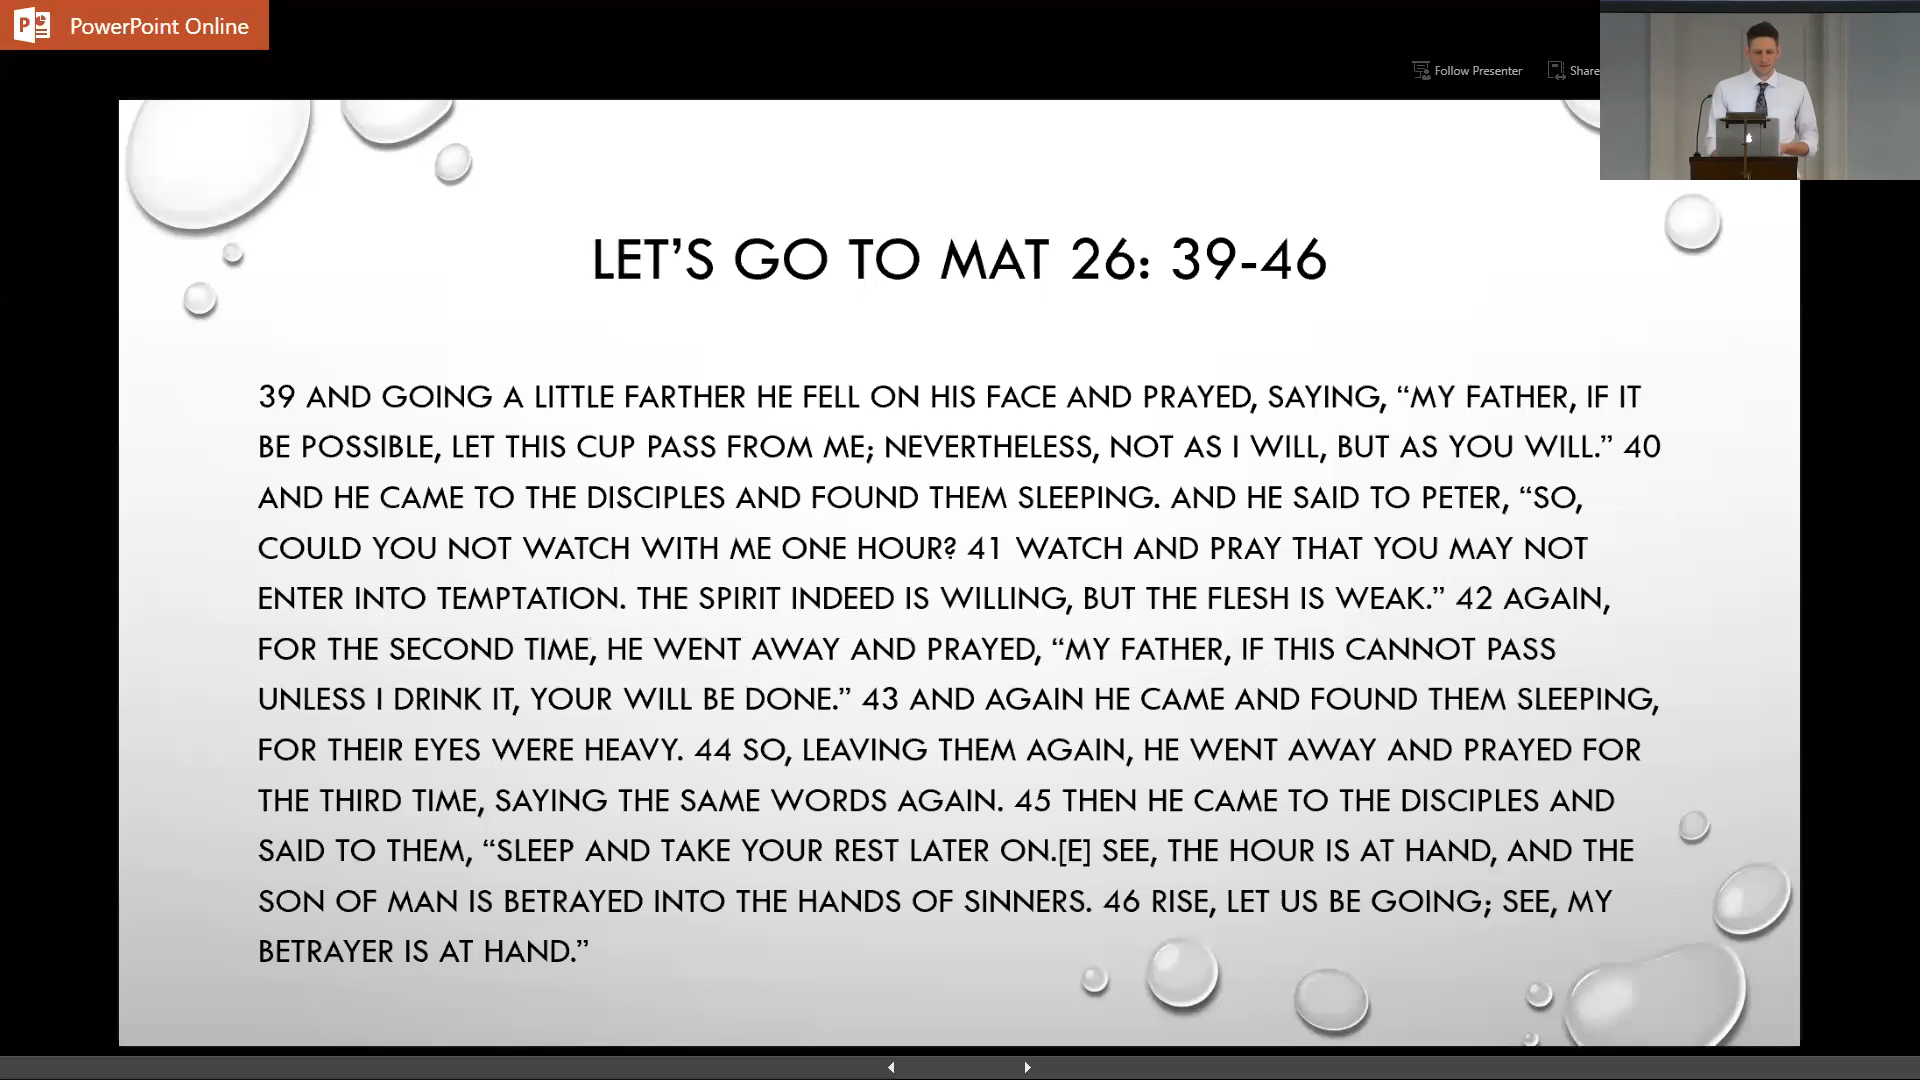 PowerPoint Online
Follow Presenter
Share
LET’S GO TO MAT 26: 39-46
39 AND GOING A LITTLE FARTHER HE FELL ON HIS FACE AND PRAYED, SAYING, “MY FATHER, IF IT
BE POSSIBLE, LET THIS CUP PASS FROM ME; NEVERTHELESS, NOT AS I WILL, BUT AS YOU WILL.” 40
AND HE CAME TO THE DISCIPLES AND FOUND THEM SLEEPING. AND HE SAID TO PETER, “SO,
COULD YOU NOT WATCH WITH ME ONE HOUR? 41 WATCH AND PRAY THAT YOU MAY NOT
ENTER INTO TEMPTATION. THE SPIRIT INDEED IS WILLING, BUT THE FLESH IS WEAK.” 42 AGAIN,
FOR THE SECOND TIME, HE WENT AWAY AND PRAYED, “MY FATHER, IF THIS CANNOT PASS
UNLESS I DRINK IT, YOUR WILL BE DONE.” 43 AND AGAIN HE CAME AND FOUND THEM SLEEPING,
FOR THEIR EYES WERE HEAVY. 44 SO, LEAVING THEM AGAIN, HE WENT AWAY AND PRAYED FOR
THE THIRD TIME, SAYING THE SAME WORDS AGAIN. 45 THEN HE CAME TO THE DISCIPLES AND
SAID TO THEM, “SLEEP AND TAKE YOUR REST LATER ON.[E] SEE, THE HOUR IS AT HAND, AND THE
SON OF MAN IS BETRAYED INTO THE HANDS OF SINNERS. 46 RISE, LET US BE GOING; SEE, MY
BETRAYER IS AT HAND.”